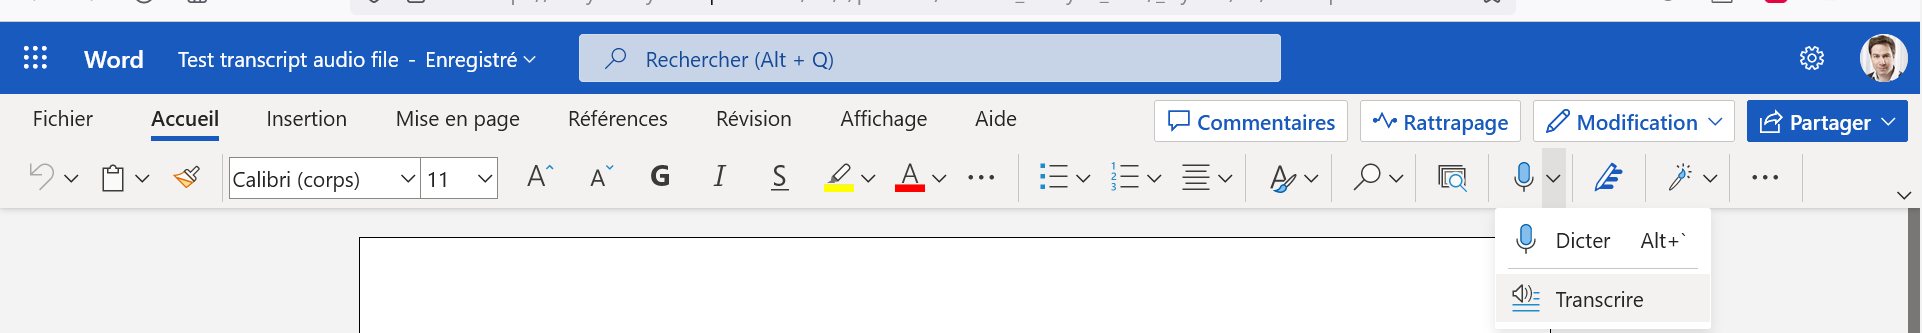 Word Test transcript audio file - Enregistré Rechercher (Alt + Q)
Fichier Accueil Insertion Mise en page Références Révision Affichage Aide Commentaires Rattrapage Modification Partager
Calibri (corps) 11 A A G I S A
Dicter Alt+`
Transcrire